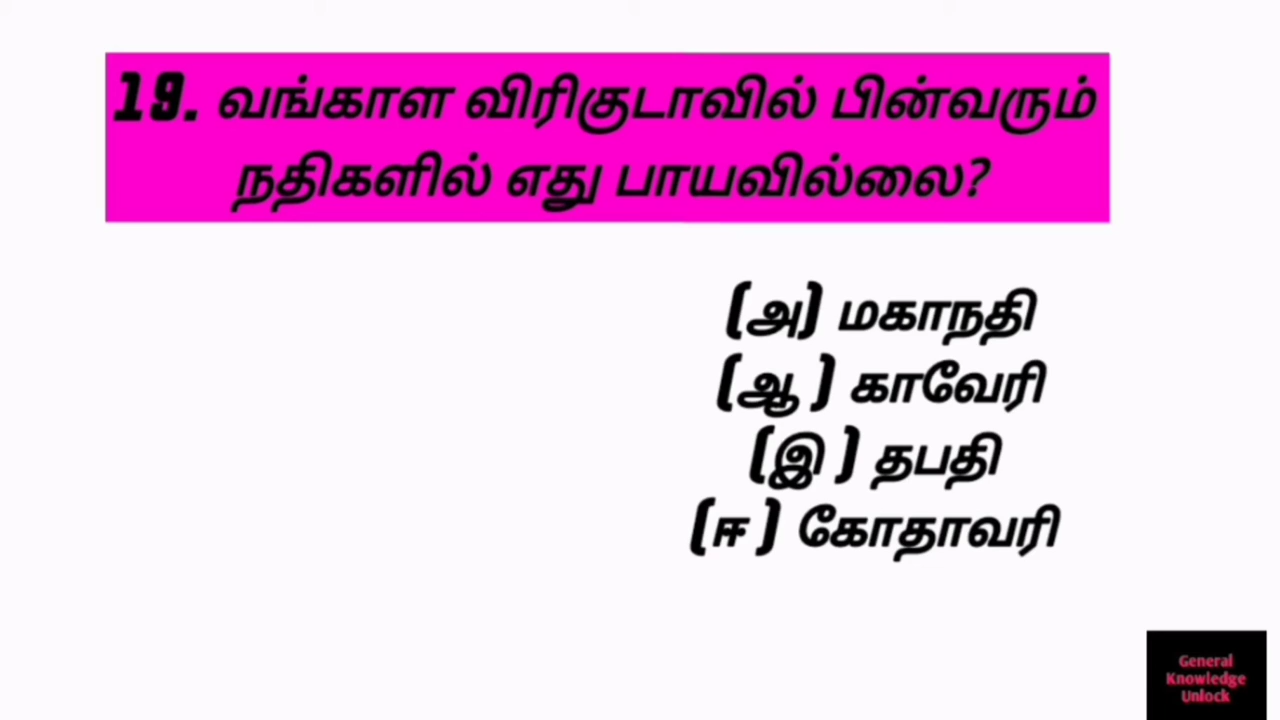 19. வங்காள விரிகுடாவில் பின்வரும்
நதிகளில் எது பாயவில்லை?
(அ) மகாநதி
(ஆ ) காவேரி
(இ ) தபதி
(ஈ ) கோதாவரி
General
Knowledge
Unlock